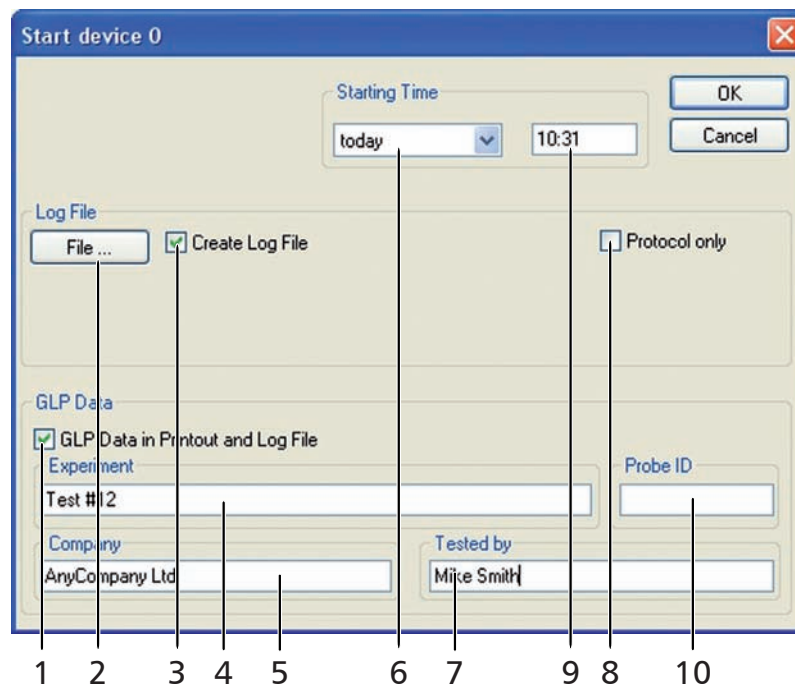 Start device 0
Starting Time
OK
today
10:31
Cancel
Log File
File ...
Create Log File
Protocol only
GLP Data
GLP Data in Printout and Log File
Experiment
Probe ID
Test #12
Company
Tested by
AnyCompany Ltd
Mike Smith
1 2 3 4 5 6 7 9 8 10